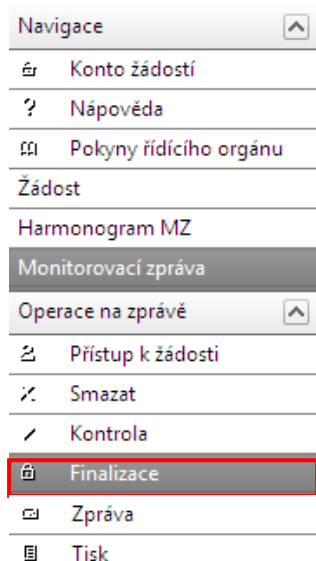 Navigace
Konto žádostí
? Nápověda
Pokyny řídícího orgánu
Žádost
Harmonogram MZ
Monitorovací zpráva
Operace na zprávě
Přístup k žádosti
Smazat
Kontrola
Finalizace
Zpráva
Tisk